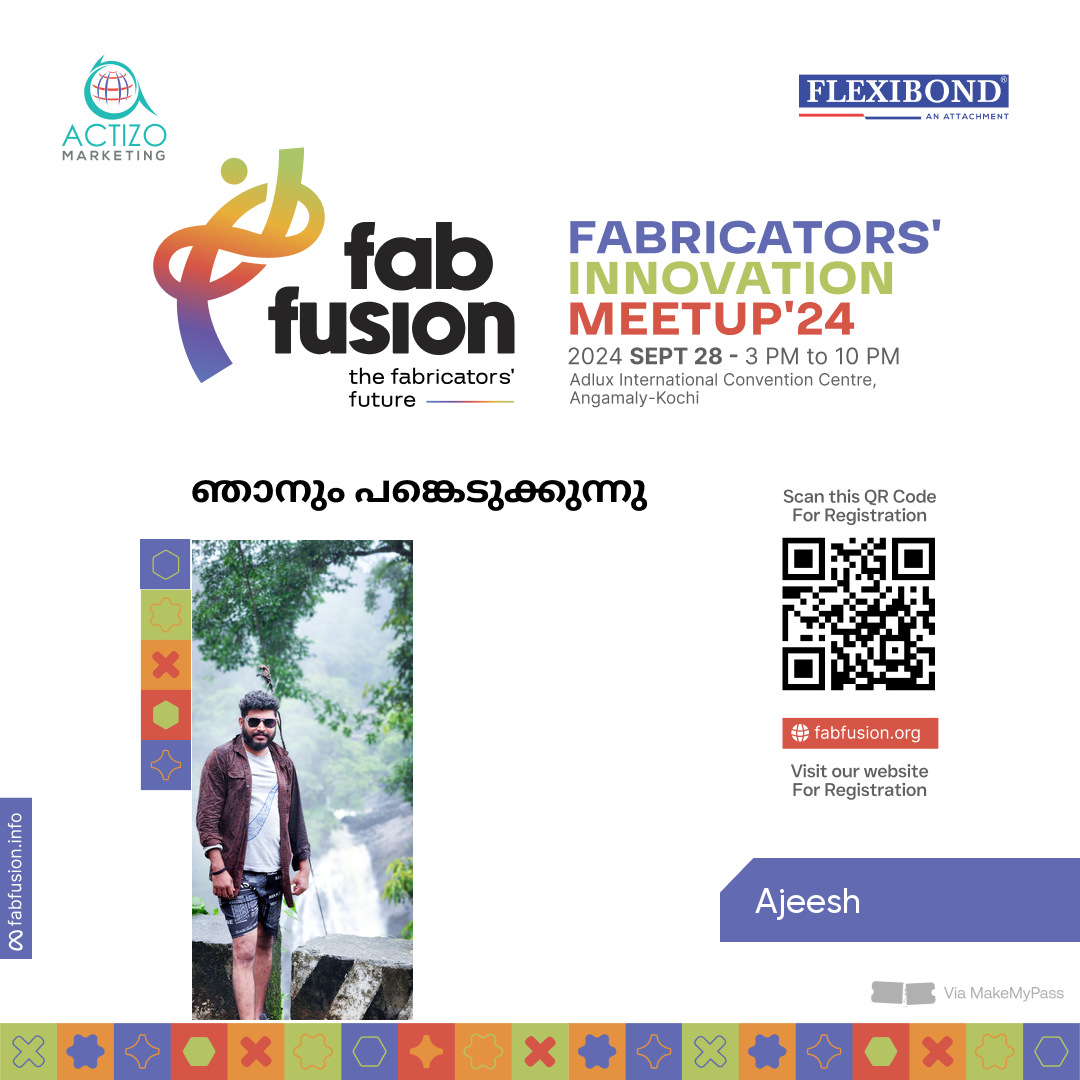 ACTIZO
MARKETING
FLEXIBOND®
AN ATTACHMENT
fab
fusion
the fabricators'
future
FABRICATORS'
INNOVATION
MEETUP'24
2024 SEPT 28 - 3 PM to 10 PM
Adlux International Convention Centre,
Angamaly-Kochi
ഞാനും പങ്കെടുക്കുന്നു
Scan this QR Code
For Registration
fabfusion.org
Visit our website
For Registration
fabfusion.info
Ajeesh
Via MakeMyPass